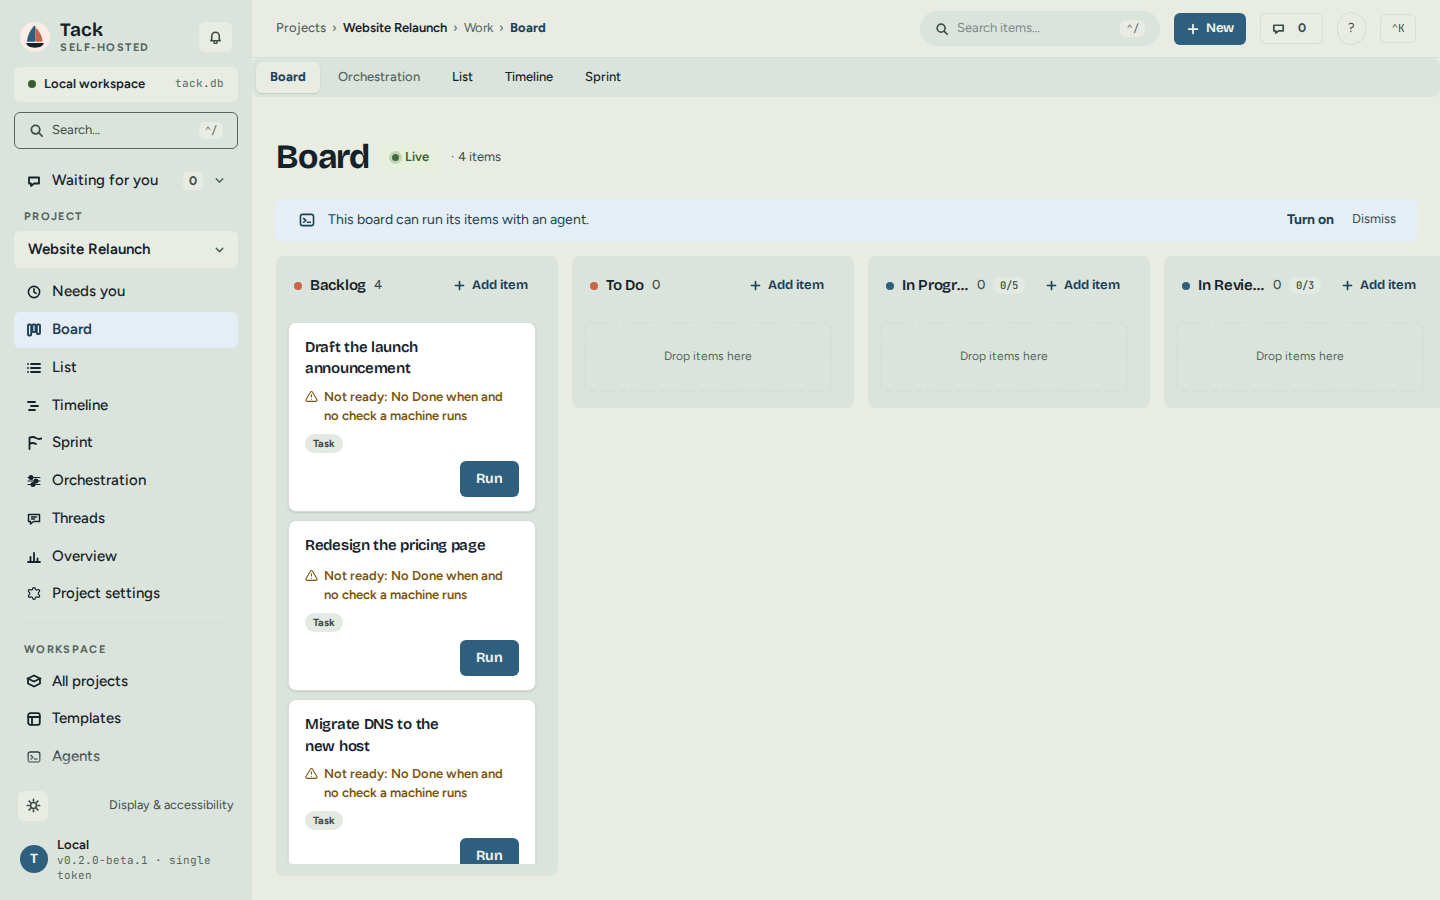 Tack
SELF-HOSTED
Local workspace tack.db
Search... ^/
Waiting for you 0
PROJECT
Website Relaunch
Needs you
Board
List
Timeline
Sprint
Orchestration
Threads
Overview
Project settings
WORKSPACE
All projects
Templates
Agents
Display & accessibility
T
Local
v0.2.0-beta.1 · single
token
Projects › Website Relaunch › Work › Board
Search items... ^/
+ New
0
?
^K
Board Orchestration List Timeline Sprint
Board Live · 4 items
This board can run its items with an agent. Turn on Dismiss
Backlog 4 + Add item
Draft the launch
announcement
Not ready: No Done when and
no check a machine runs
Task
Run
Redesign the pricing page
Not ready: No Done when and
no check a machine runs
Task
Run
Migrate DNS to the
new host
Not ready: No Done when and
no check a machine runs
Task
Run
To Do 0 + Add item
Drop items here
In Progr... 0 0/5 + Add item
Drop items here
In Revie... 0 0/3 + Add item
Drop items here